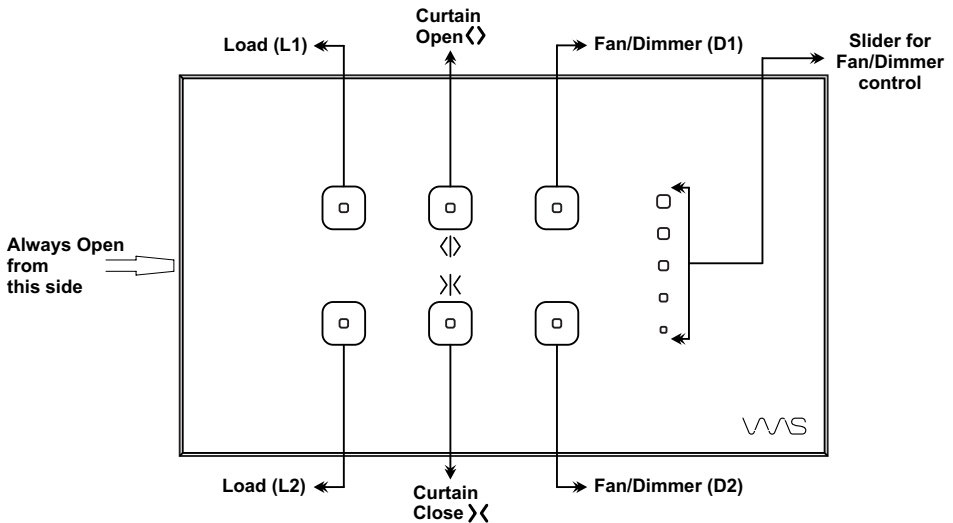 Curtain
Open
Load (L1)
Fan/Dimmer (D1)
Slider for
Fan/Dimmer
control
Always Open
from
this side
Load (L2)
Curtain
Close
Fan/Dimmer (D2)